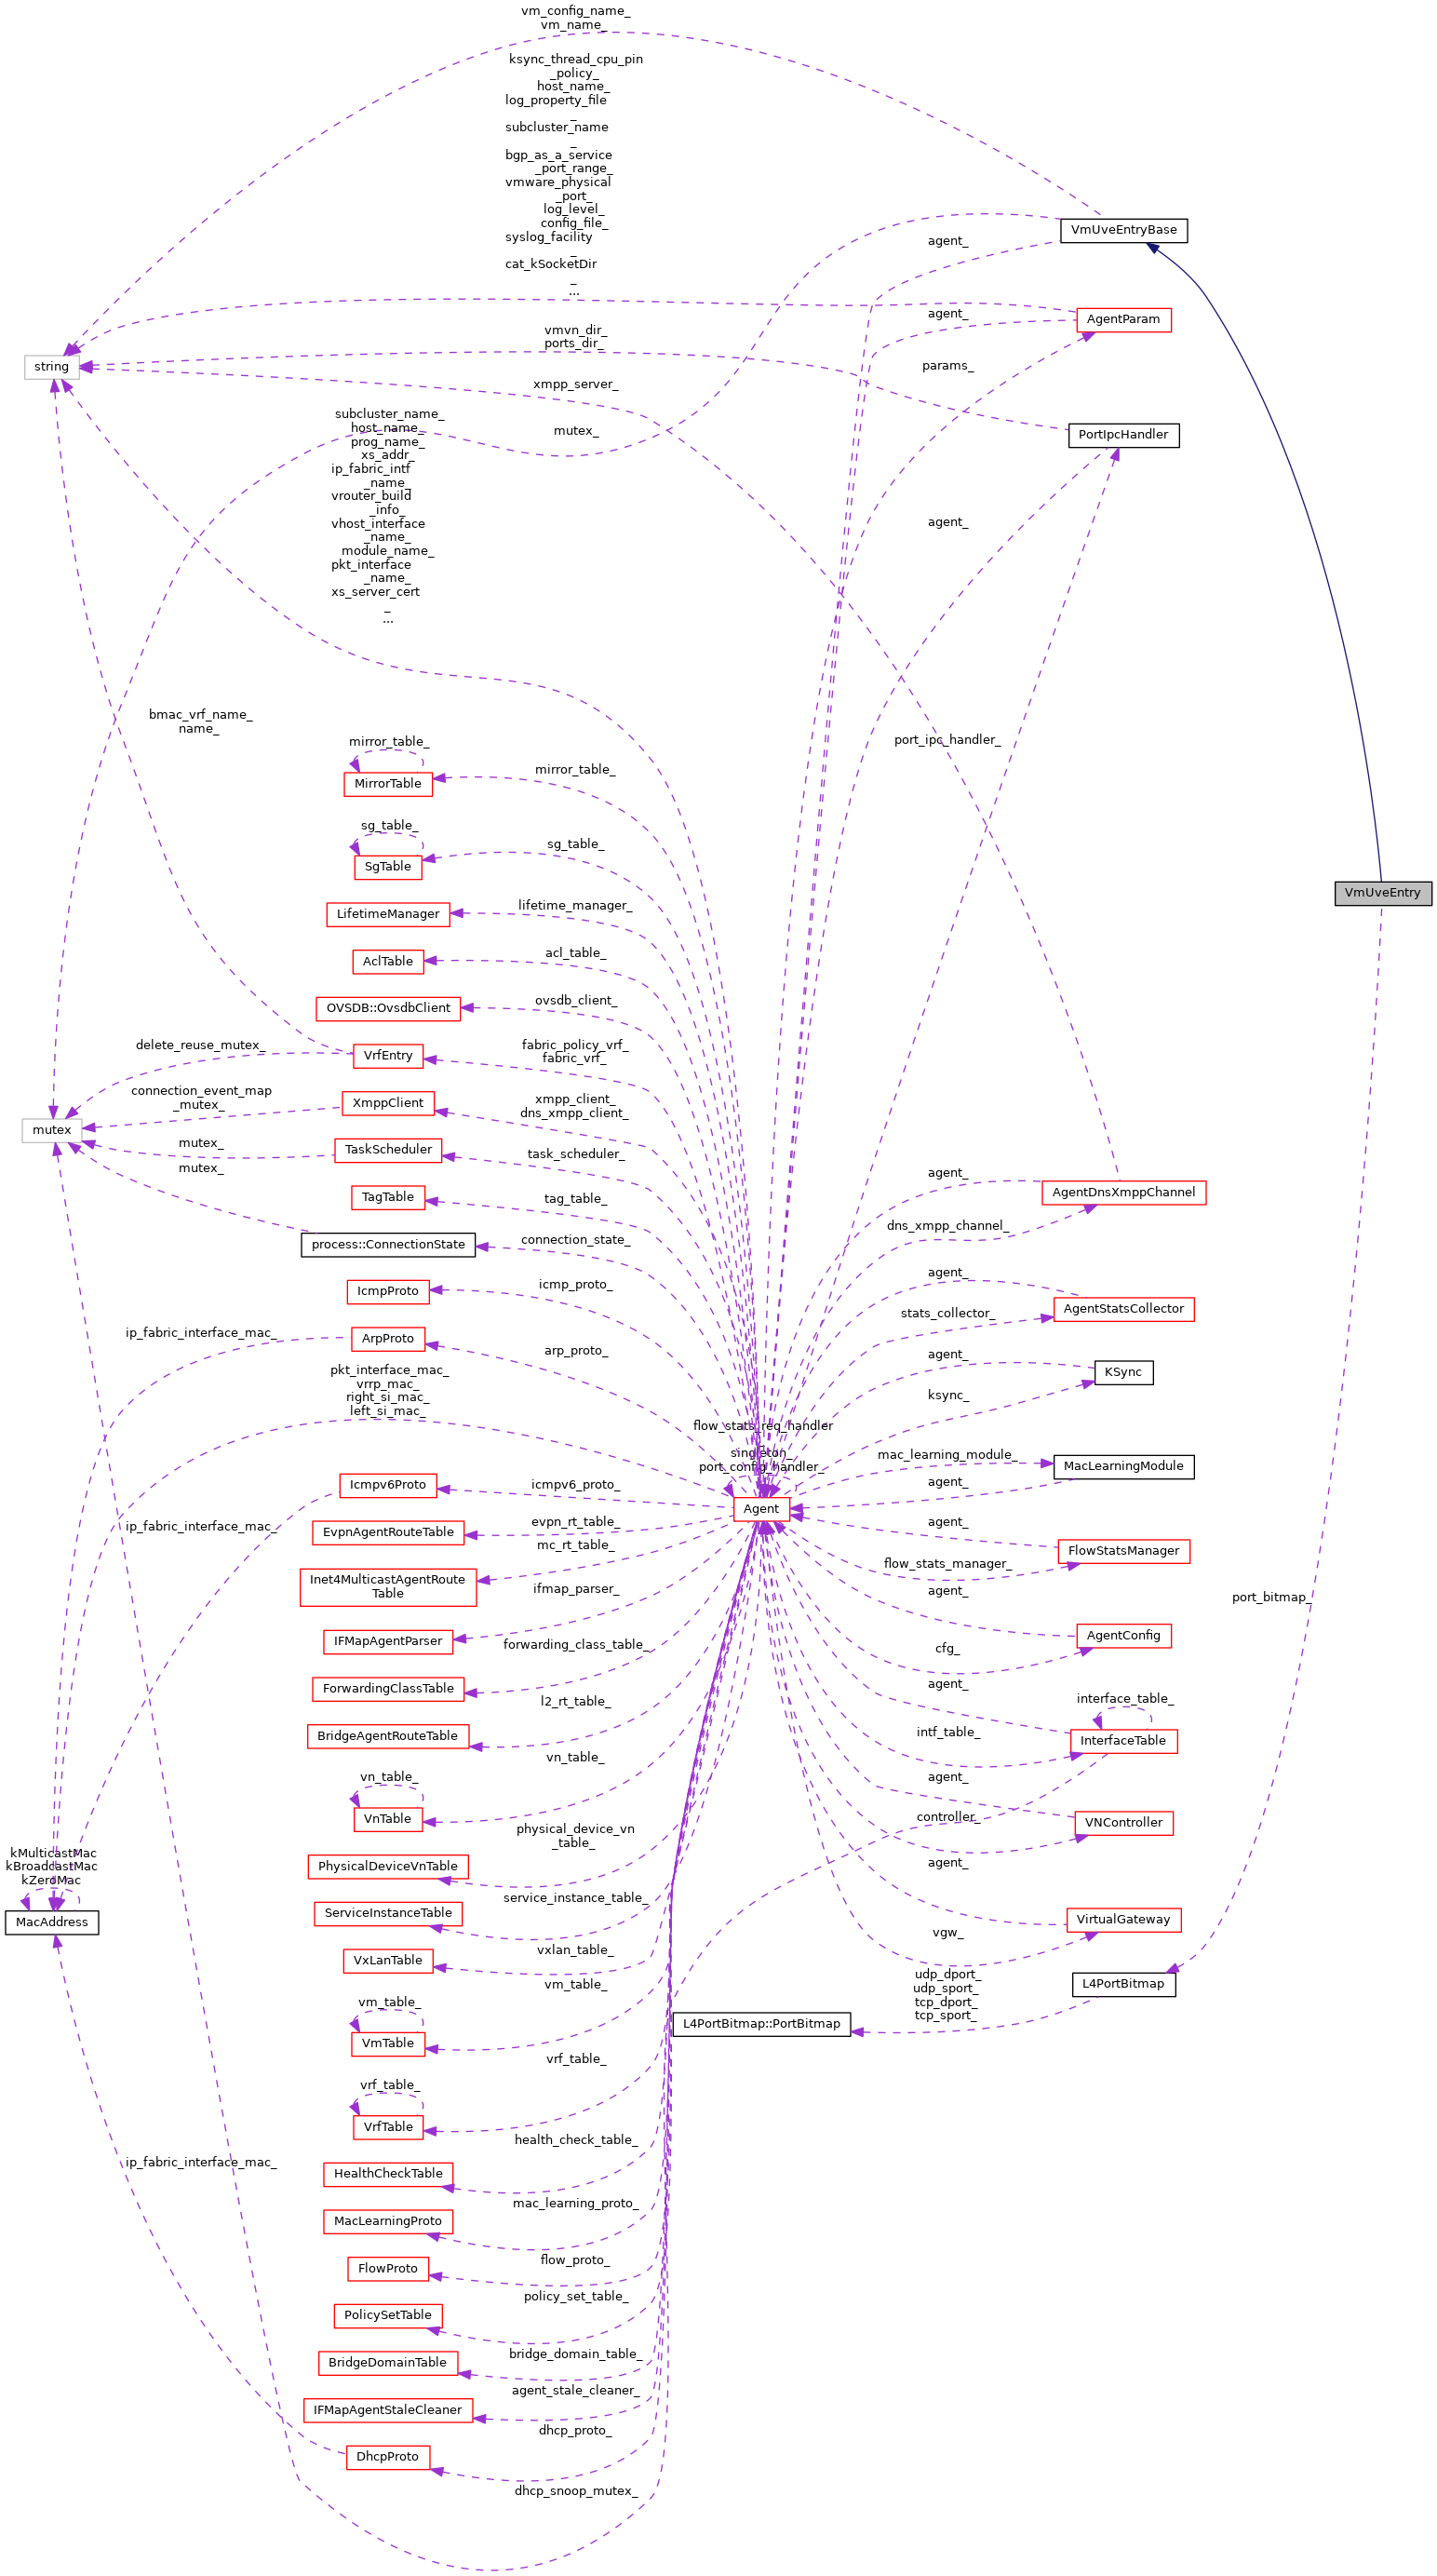 vm_config_name_
vm_name_
ksync_thread_cpu_pin
_policy_
host_name_
log_property_file
_
subcluster_name
_
bgp_as_a_service
_port_range_
vmware_physical
_port_
log_level_
config_file_
syslog_facility
_
cat_kSocketDir
_
...
VmUveEntryBase
agent_
agent_
AgentParam
vmvn_dir_
ports_dir_
string
params_
xmpp_server_
mutex_
PortIpcHandler
subcluster_name_
host_name_
prog_name_
xs_addr_
ip_fabric_intf
_name_
vrouter_build
_info_
vhost_interface
_name_
module_name_
pkt_interface
_name_
xs_server_cert
_
...
agent_
bmac_vrf_name_
name_
port_ipc_handler_
mirror_table_
MirrorTable
mirror_table_
sg_table_
SgTable
sg_table_
VmUveEntry
LifetimeManager
lifetime_manager_
AclTable
acl_table_
OVSDB::OvsdbClient
ovsdb_client_
delete_reuse_mutex_
VrfEntry
fabric_policy_vrf_
fabric_vrf_
connection_event_map
_mutex_
XmppClient
xmpp_client_
dns_xmpp_client_
mutex
mutex_
TaskScheduler
task_scheduler_
mutex_
TagTable
tag_table_
agent_
AgentDnsXmppChannel
dns_xmpp_channel_
process::ConnectionState
connection_state_
IcmpProto
icmp_proto_
agent_
AgentStatsCollector
stats_collector_
ip_fabric_interface_mac_
ArpProto
arp_proto_
agent_
KSync
ksync_
pkt_interface_mac_
vrrp_mac_
right_si_mac_
left_si_mac_
flow_stats_req_handler
_
singleton_
port_config_handler_
Agent
mac_learning_module_
MacLearningModule
agent_
Icmpv6Proto
icmpv6_proto_
ip_fabric_interface_mac_
EvpnAgentRouteTable
evpn_rt_table_
mc_rt_table_
agent_
FlowStatsManager
flow_stats_manager_
Inet4MulticastAgentRoute
Table
ifmap_parser_
agent_
port_bitmap_
IFMapAgentParser
forwarding_class_table_
AgentConfig
cfg_
ForwardingClassTable
l2_rt_table_
agent_
interface_table_
BridgeAgentRouteTable
intf_table_
InterfaceTable
vn_table_
vn_table_
VnTable
agent_
controller_
VNController
physical_device_vn
_table_
kMulticastMac
kBroadcastMac
kZeroMac
PhysicalDeviceVnTable
agent_
MacAddress
ServiceInstanceTable
service_instance_table_
VirtualGateway
vgw_
VxLanTable
vxlan_table_
L4PortBitmap
udp_dport_
udp_sport_
tcp_dport_
tcp_sport_
vm_table_
vm_table_
VmTable
L4PortBitmap::PortBitmap
vrf_table_
vrf_table_
VrfTable
health_check_table_
ip_fabric_interface_mac_
HealthCheckTable
mac_learning_proto_
MacLearningProto
flow_proto_
FlowProto
policy_set_table_
PolicySetTable
bridge_domain_table_
BridgeDomainTable
agent_stale_cleaner_
IFMapAgentStaleCleaner
dhcp_proto_
DhcpProto
dhcp_snoop_mutex_